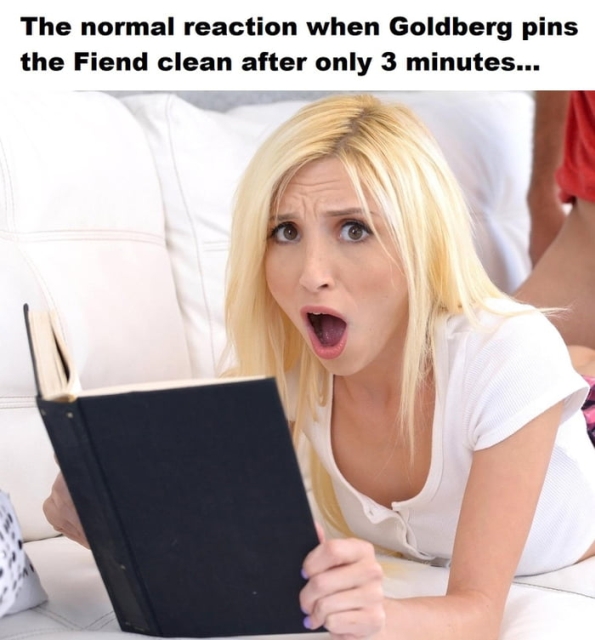 The normal reaction when Goldberg pins
the Fiend clean after only 3 minutes...